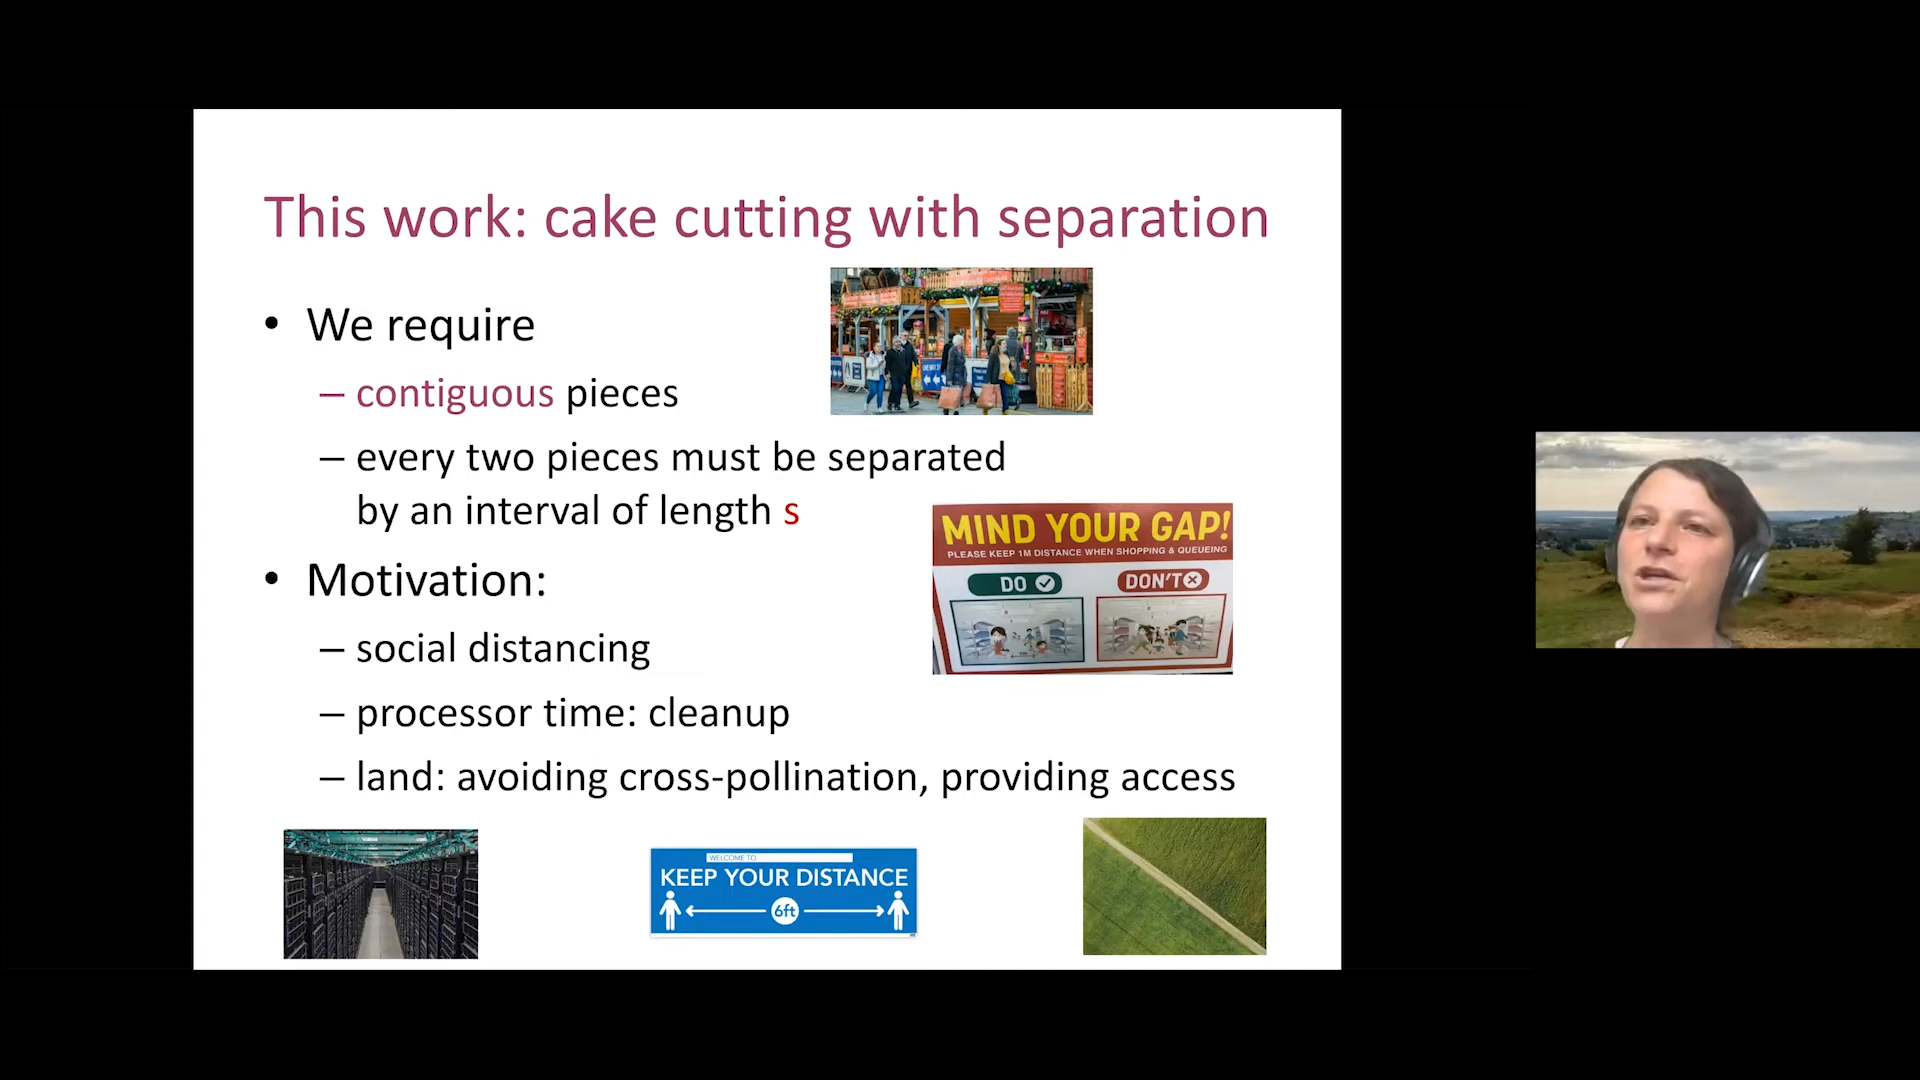 This work: cake cutting with separation
• We require
– contiguous pieces
– every two pieces must be separated
by an interval of length s
MIND YOUR GAP!
PLEASE KEEP 1M DISTANCE WHEN SHOPPING & QUEUEING
DO
DON'T
• Motivation:
– social distancing
– processor time: cleanup
– land: avoiding cross-pollination, providing access
WELCOME TO
KEEP YOUR DISTANCE
6ft